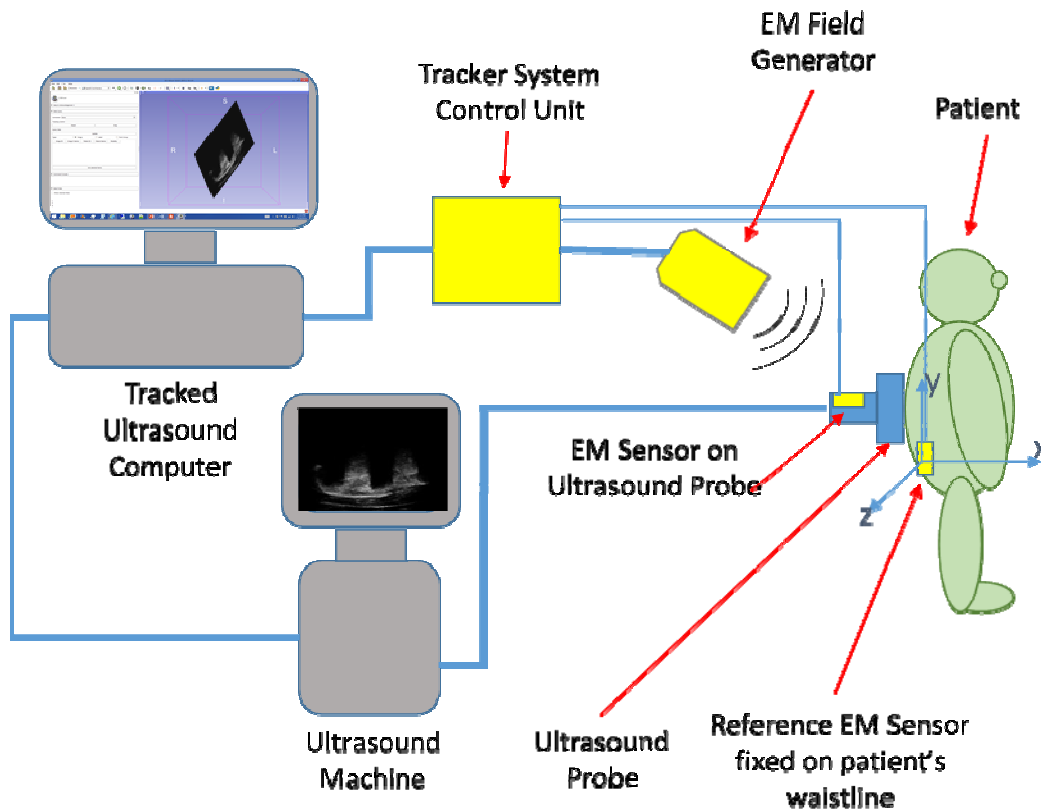 EM Field
Generator
Tracker System
Control Unit
Patient
S
R
L
I
Tracked
Ultrasound
Computer
EM Sensor on
Ultrasound Probe
y
x
z
Ultrasound
Machine
Ultrasound
Probe
Reference EM Sensor
fixed on patient's
waistline